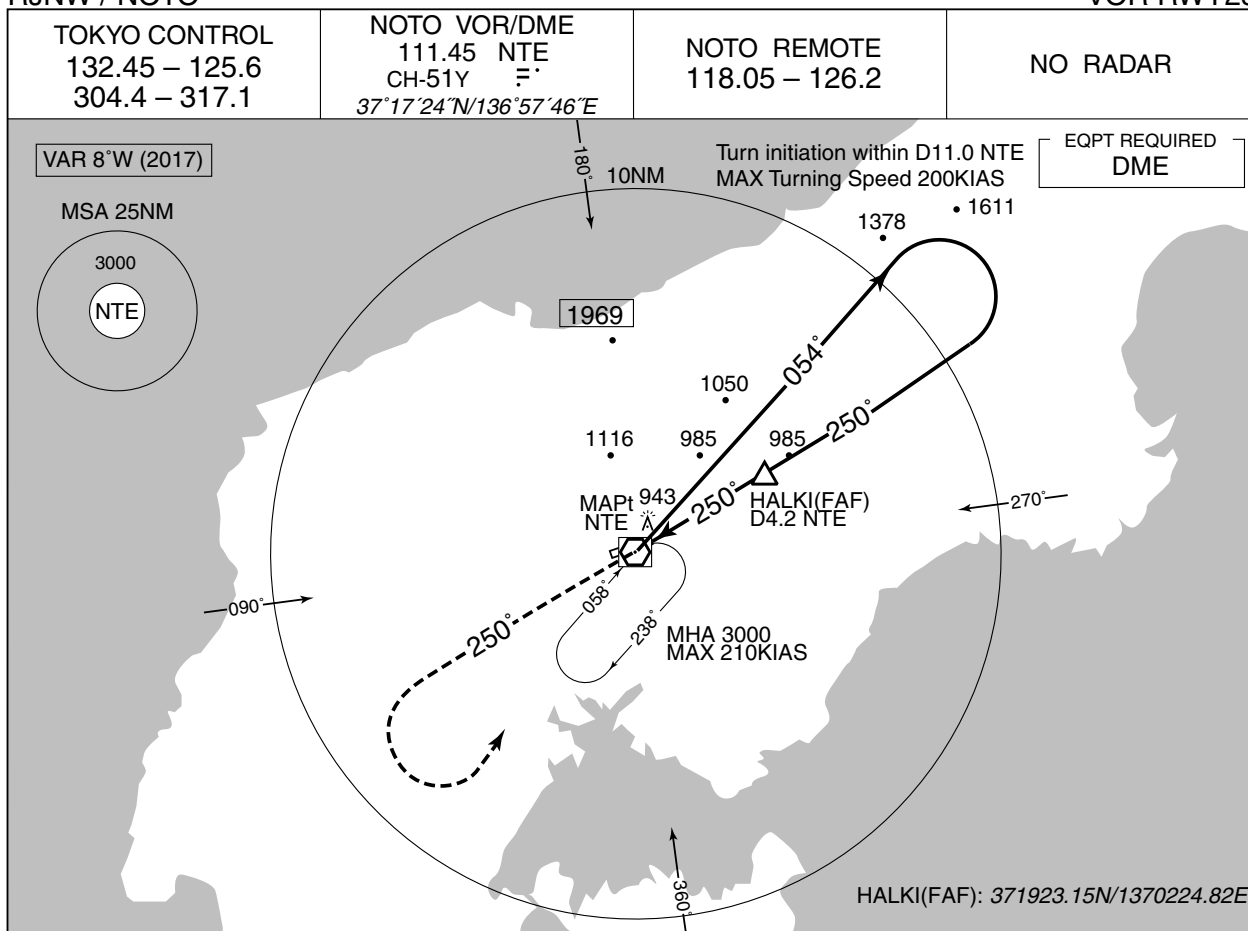 TOKYO CONTROL
132.45 – 125.6
304.4 – 317.1
NOTO VOR/DME
111.45 NTE
CH-51Y
37°17´24˝N/136°57´46˝E
NOTO REMOTE
118.05 – 126.2
NO RADAR
VAR 8°W (2017)
MSA 25NM
3000
NTE
180°
10NM
Turn initiation within D11.0 NTE
MAX Turning Speed 200KIAS
EQPT REQUIRED
DME
1611
1378
1969
054°
1050
250°
1116
985
985
MAPt
NTE
943
250°
HALKI(FAF)
D4.2 NTE
270°
090°
058°
238°
250°
MHA 3000
MAX 210KIAS
360°
HALKI(FAF): 371923.15N/1370224.82E